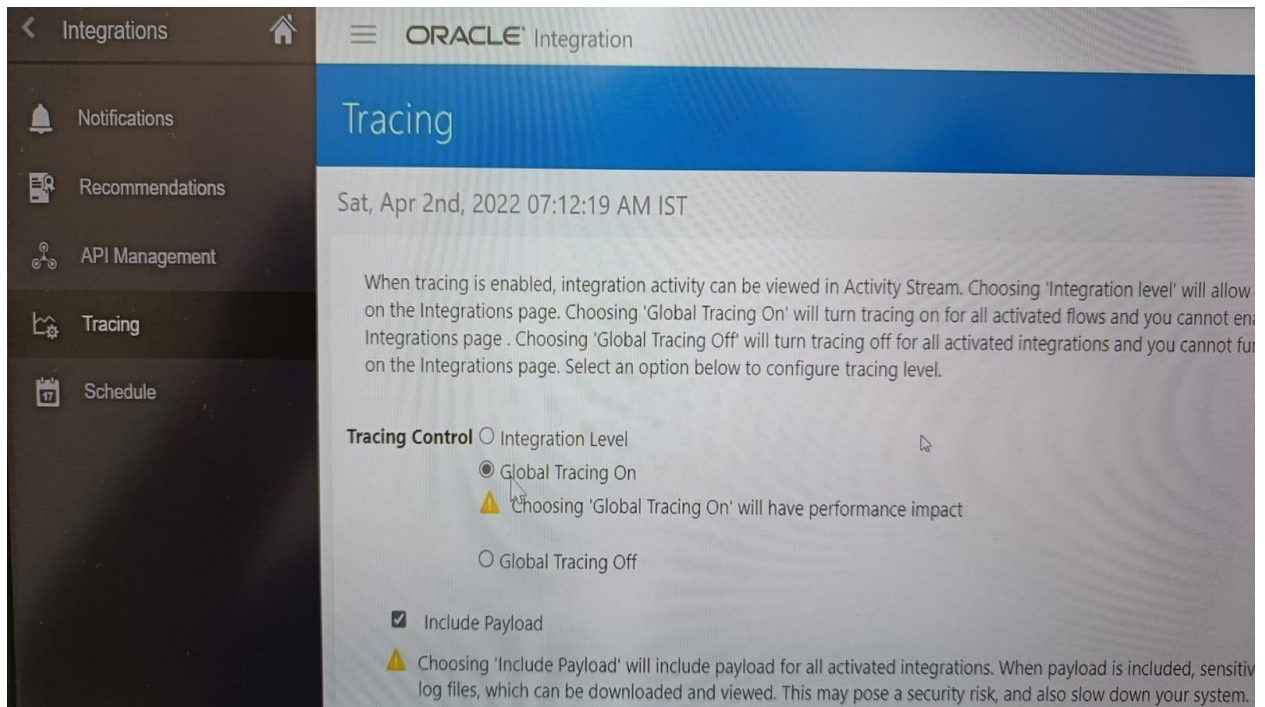 Integrations
ORACLE Integration
Notifications
Recommendations
API Management
Tracing
17
Schedule
Tracing
Sat, Apr 2nd, 2022 07:12:19 AM IST
When tracing is enabled, integration activity can be viewed in Activity Stream. Choosing 'Integration level' will allow
on the Integrations page. Choosing 'Global Tracing On' will turn tracing on for all activated flows and you cannot
Integrations page . Choosing 'Global Tracing Off' will turn tracing off for all activated integrations and you cannot
on the Integrations page. Select an option below to configure tracing level.
Tracing Control Integration Level
Global Tracing On
Choosing 'Global Tracing On' will have performance impact
Global Tracing Off
Include Payload
Choosing 'Include Payload' will include payload for all activated integrations. When payload is included,
log files, which can be downloaded and viewed. This may pose a security risk, and also slow down your system.